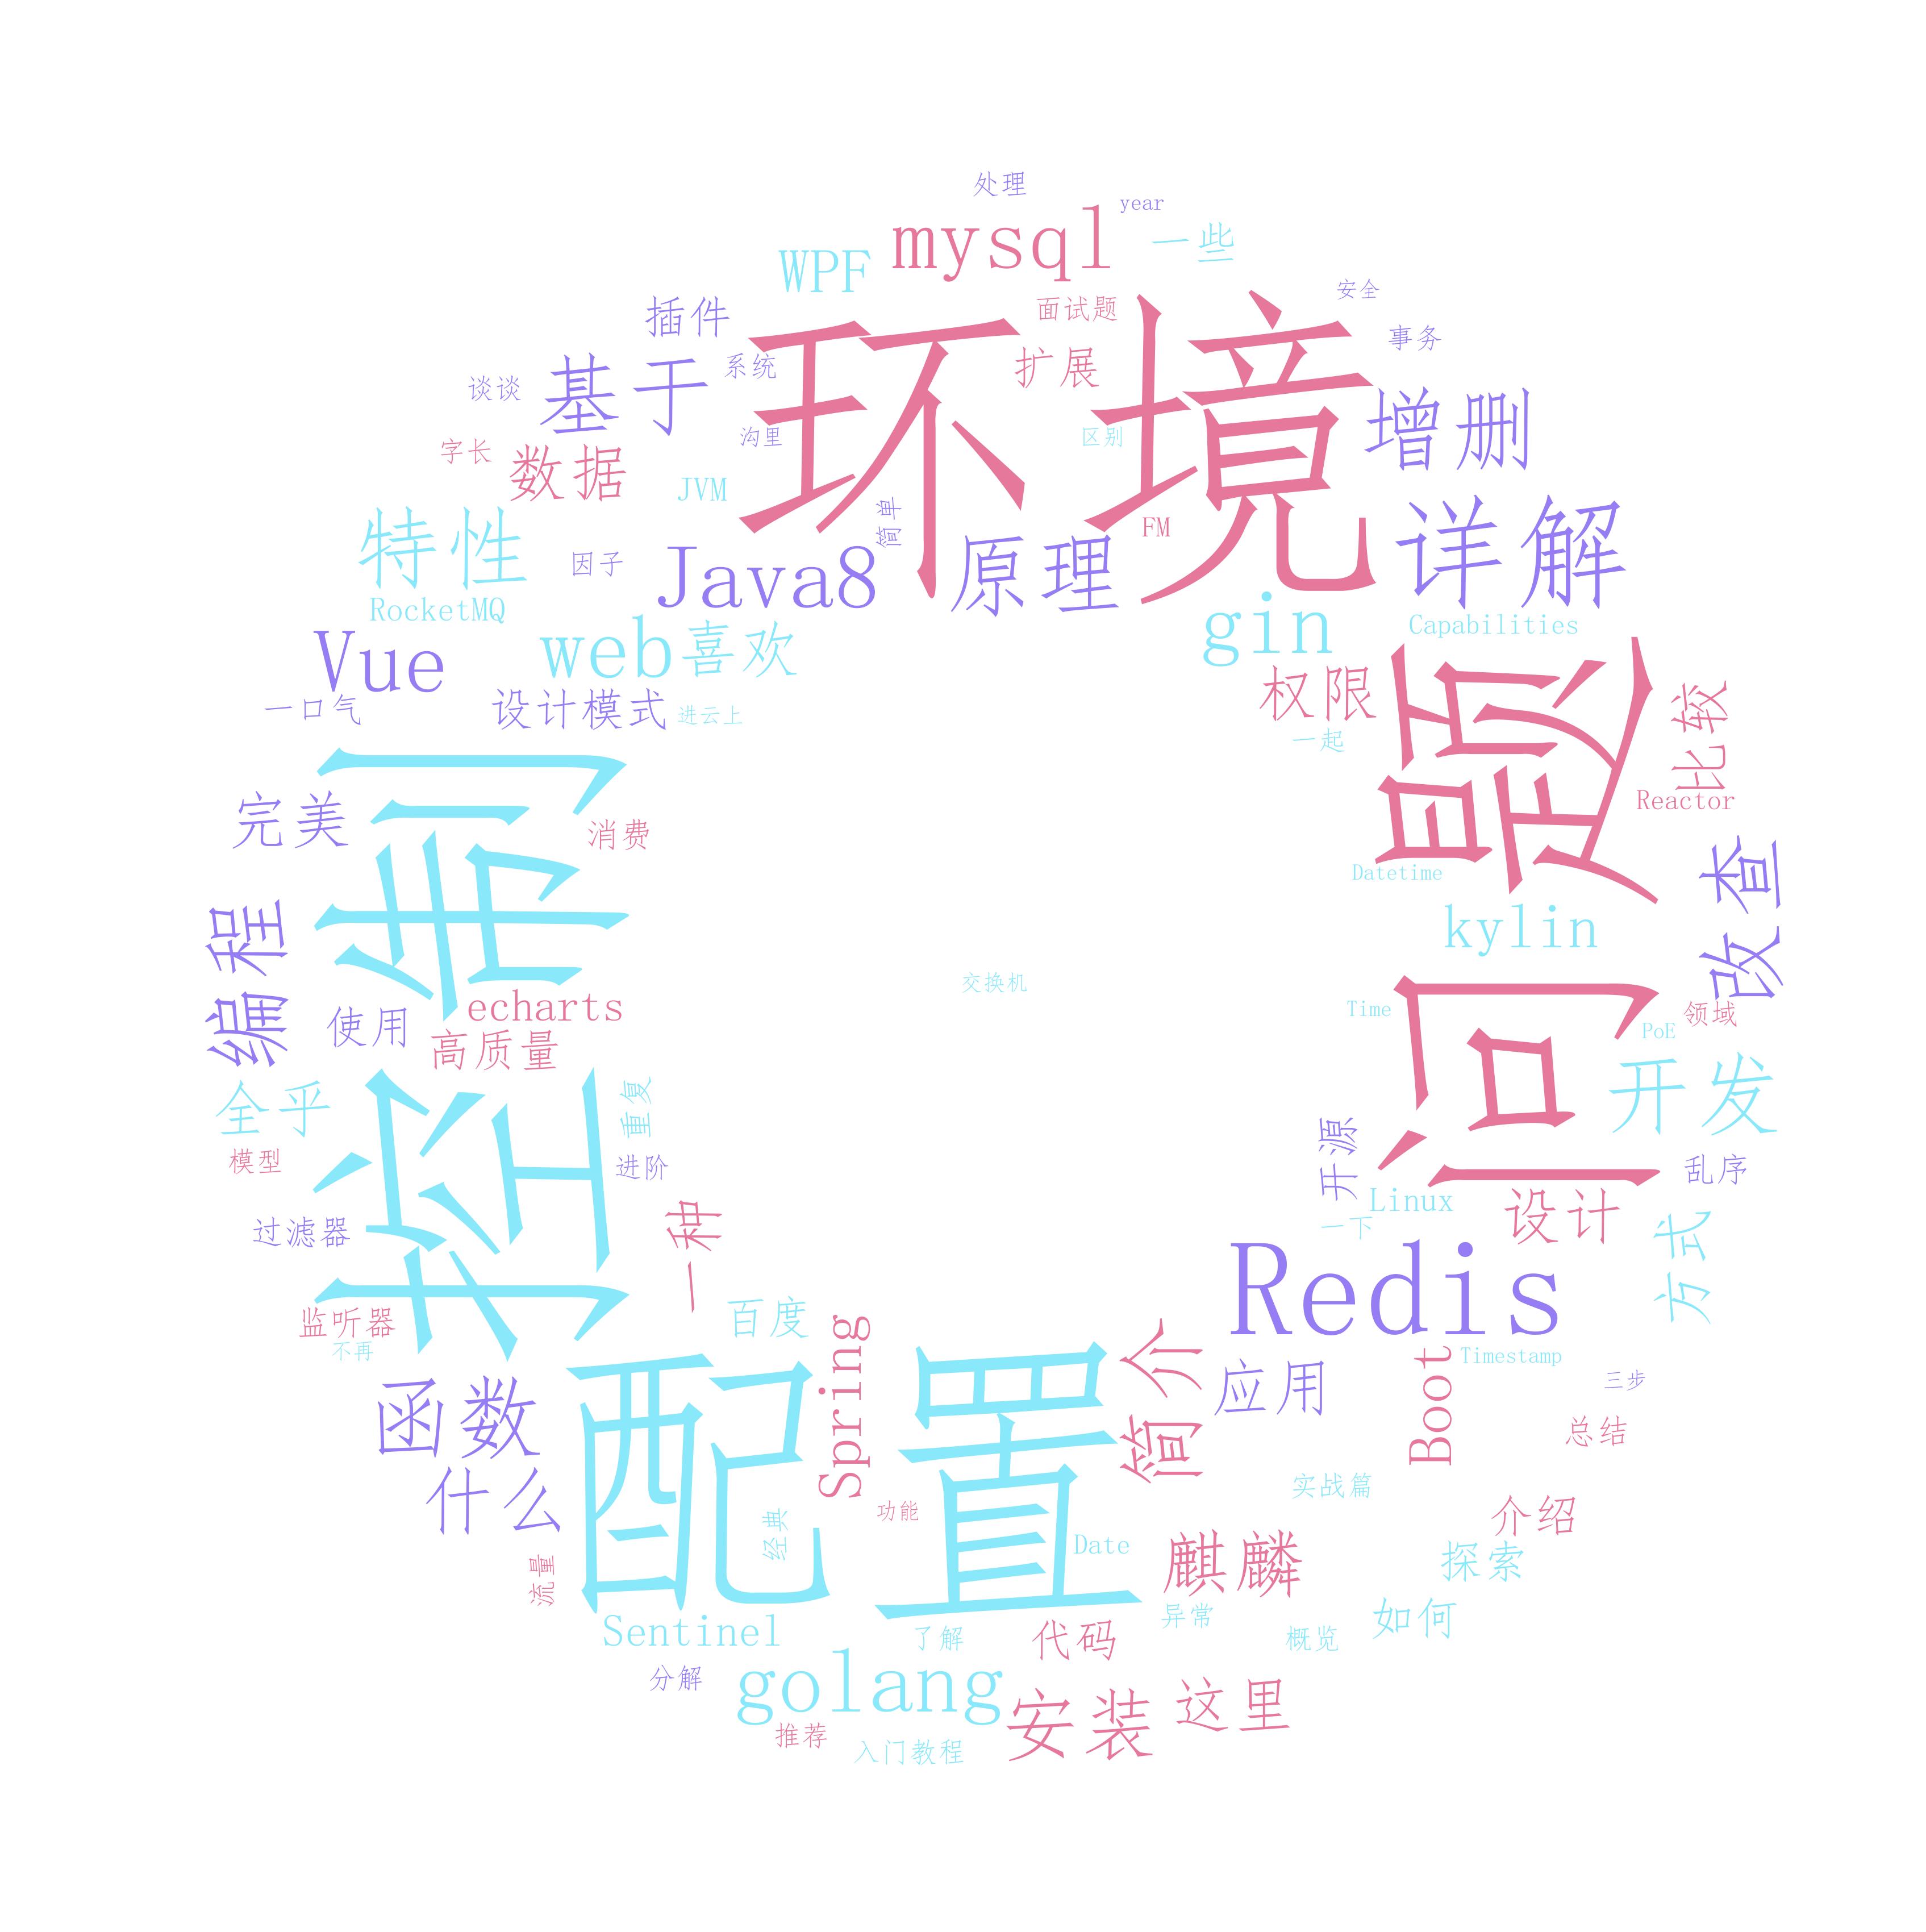 处理
year
mysql
一些
WPF
安全
插件
面试题
事务
环境
扩展
系统
基于
谈谈
增删
沟里
区别
字长
数据
JVM
简单
FM
详解
特性
因子
Java8
原理
RocketMQ
gin
Capabilities
web
喜欢
Vue
权限
设计模式
一口气
进云上
一起
比较
问题
Reactor
完美
消费
搭建
Datetime
改查
kylin
编程
交换机
echarts
Time
领域
使用
PoE
高质量
开发
全乎
重复
开源
模型
进阶
乱序
Linux
设计
过滤器
一种
一下
方式
Redis
百度
监听器
不再
Spring
简介
Boot
Timestamp
配置
应用
三步
函数
总结
什么
实战篇
经典
功能
介绍
Date
麒麟
探索
流量
异常
如何
Sentinel
了解
代码
概览
分解
golang
安装
这里
推荐
入门教程